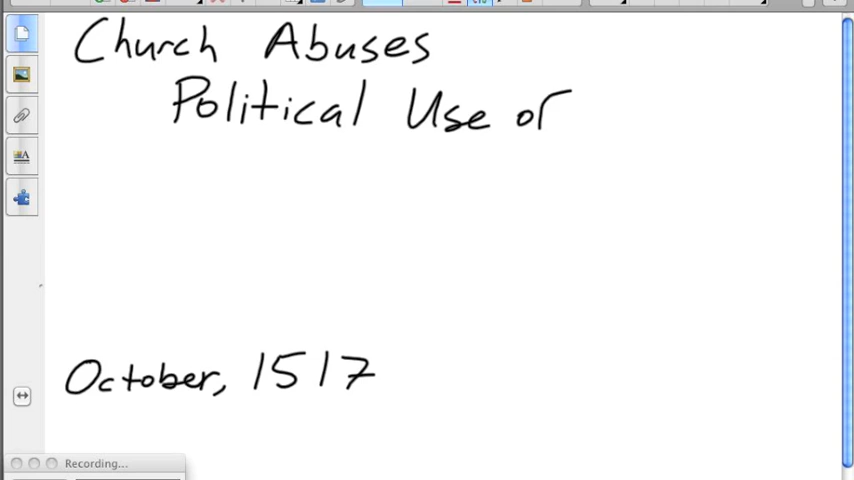 Church Abuses
Political Use of
October, 1517
Recording...